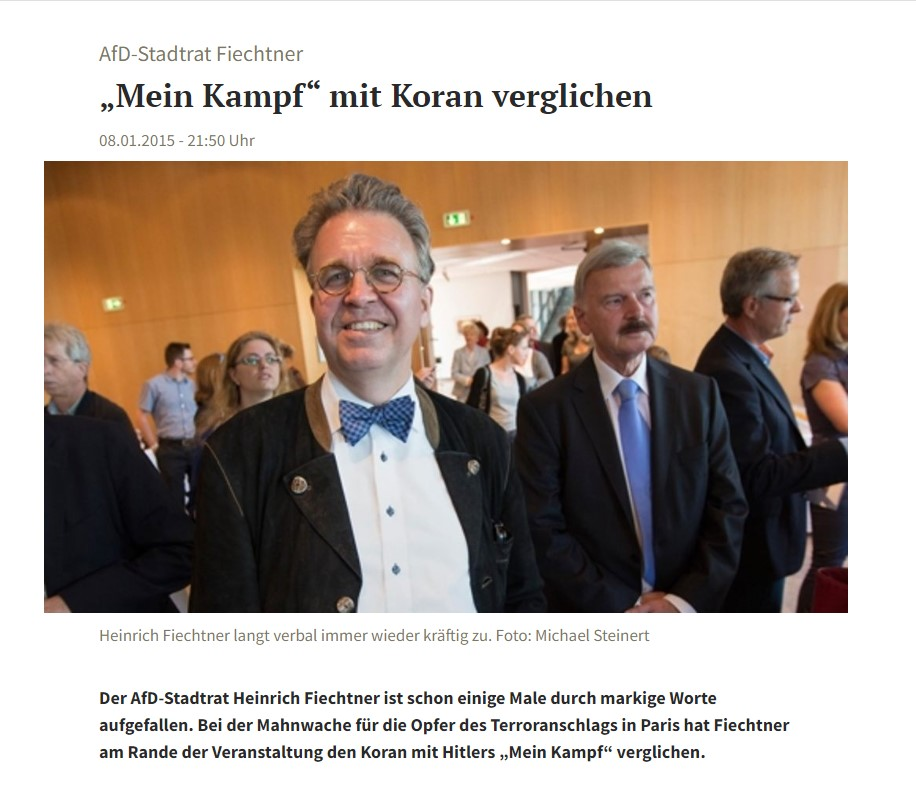 AfD-Stadtrat Fiechtner
„Mein Kampf“ mit Koran verglichen
08.01.2015 - 21:50 Uhr
Heinrich Fiechtner langt verbal immer wieder kräftig zu. Foto: Michael Steinert
Der AfD-Stadtrat Heinrich Fiechtner ist schon einige Male durch markige Worte
aufgefallen. Bei der Mahnwache für die Opfer des Terroranschlags in Paris hat Fiechtner
am Rande der Veranstaltung den Koran mit Hitlers „Mein Kampf“ verglichen.